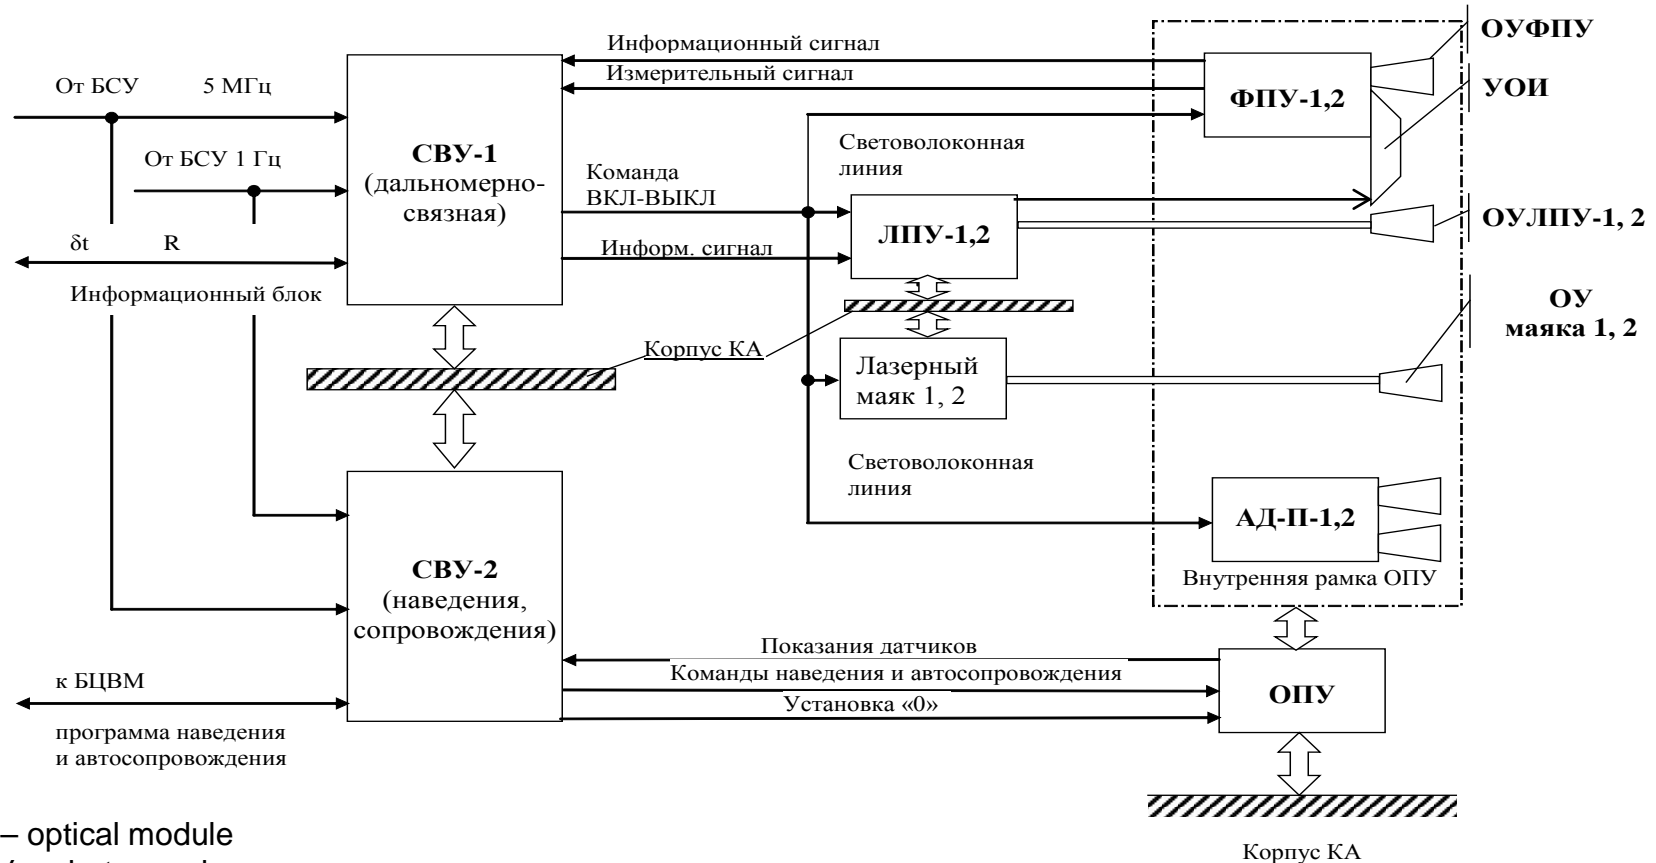 Информационный сигнал
ОУФПУ
Измерительный сигнал
От БСУ 5 МГц
ФПУ-1,2
УОИ
От БСУ 1 Гц
СВУ-1
(дальномерно-
связная)
Световолоконная
линия
Команда
ВКЛ-ВЫКЛ
ОУЛПУ-1, 2
δt R
Информ. сигнал
ЛПУ-1,2
Информационный блок
ОУ
маяка 1, 2
Корпус КА
Лазерный
маяк 1, 2
Световолоконная
линия
АД-П-1,2
Внутренняя рамка ОПУ
СВУ-2
(наведения,
сопровождения)
Показания датчиков
Команды наведения и автосопровождения
Установка «0»
ОПУ
к БЦВМ
программа наведения
и автосопровождения
– optical module
Корпус КА